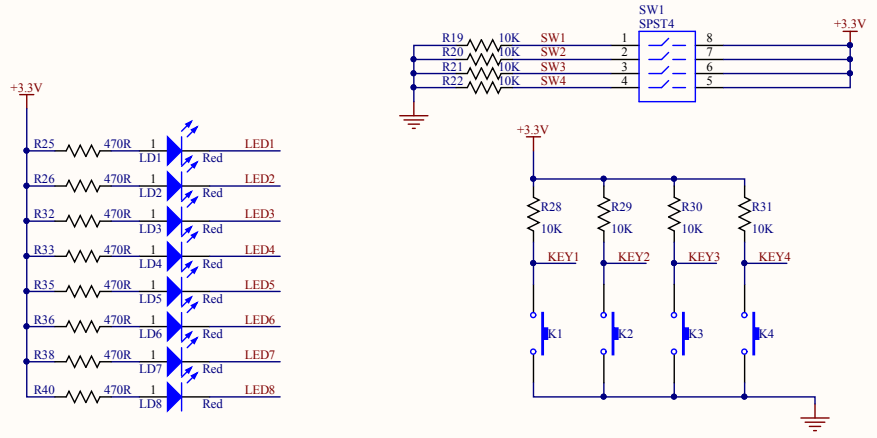 SW1
SPST4
+3.3V
R19 10K SW1 1 8
R20 10K SW2 2 7
R21 10K SW3 3 6
R22 10K SW4 4 5
+3.3V
R25 470R 1 LED1
LD1 Red
R26 470R 1 LED2
LD2 Red
R32 470R 1 LED3
LD3 Red
R33 470R 1 LED4
LD4 Red
R35 470R 1 LED5
LD5 Red
R36 470R 1 LED6
LD6 Red
R38 470R 1 LED7
LD7 Red
R40 470R 1 LED8
LD8 Red
+3.3V
R28 R29 R30 R31
10K 10K 10K 10K
KEY1 KEY2 KEY3 KEY4
K1 K2 K3 K4